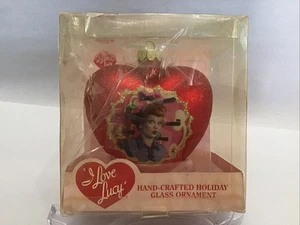 I Love
Lucy
HAND-CRAFTED HOLIDAY
GLASS ORNAMENT